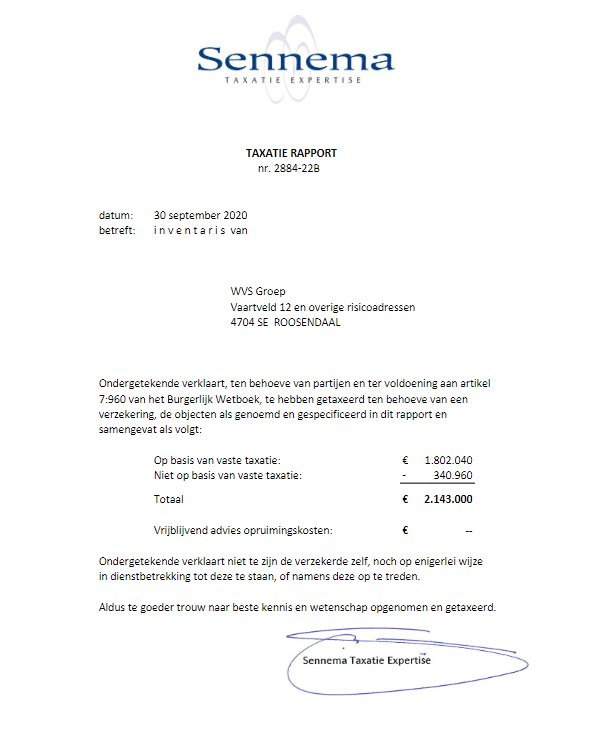 Sennema
TAXATIE EXPERTISE
TAXATIE RAPPORT
nr. 2884-22B
datum: 30 september 2020
betreft: i n v e n t a r i s van
WVS Groep
Vaartveld 12 en overige risicoadressen
4704 SE ROOSENDAAL
Ondergetekende verklaart, ten behoeve van partijen en ter voldoening aan artikel
7:960 van het Burgerlijk Wetboek, te hebben getaxeerd ten behoeve van een
verzekering, de objecten als genoemd en gespecificeerd in dit rapport en
samengevat als volgt:
Op basis van vaste taxatie: € 1.802.040
Niet op basis van vaste taxatie: - 340.960
Totaal € 2.143.000
Vrijblijvend advies opruimingskosten: € --
Ondergetekende verklaart niet te zijn de verzekerde zelf, noch op enigerlei wijze
in dienstbetrekking tot deze te staan, of namens deze op te treden.
Aldus te goeder trouw naar beste kennis en wetenschap opgenomen en getaxeerd.
Sennema Taxatie Expertise